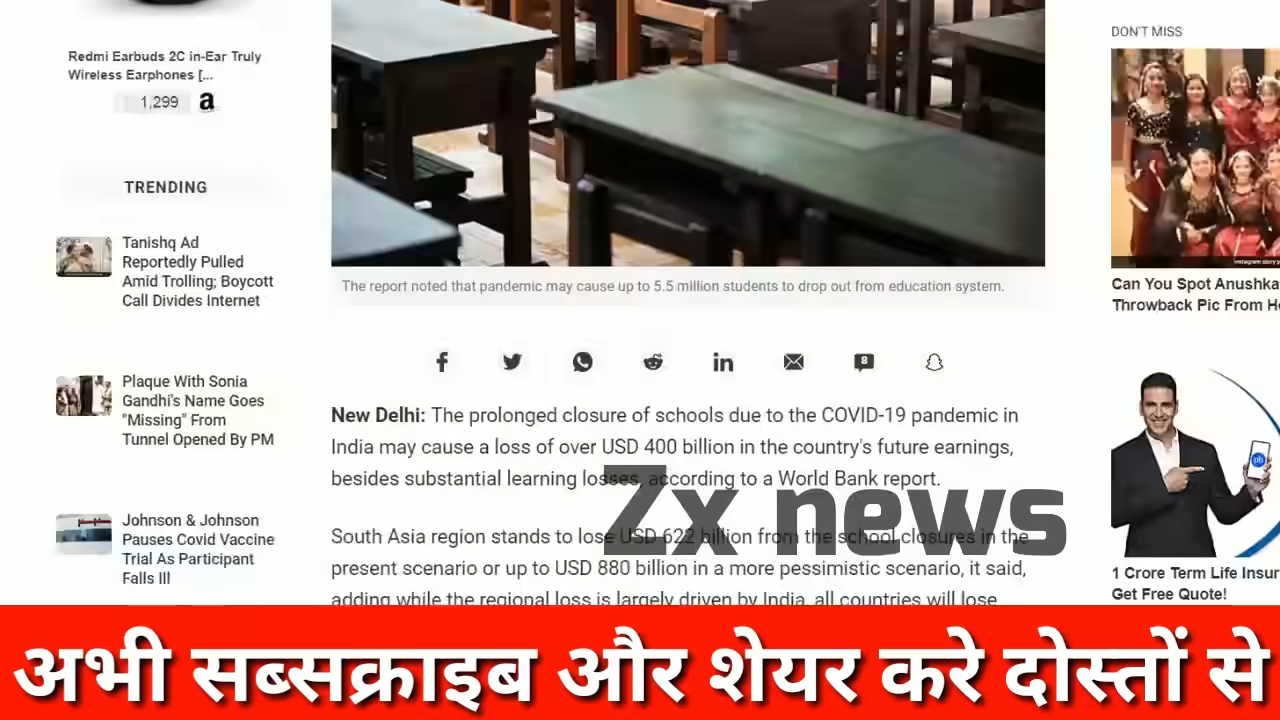 Redmi Earbuds 2C in-Ear Truly
Wireless Earphones [...
1,299
TRENDING
Tanishq Ad
Reportedly Pulled
Amid Trolling; Boycott
Call Divides Internet
Plaque With Sonia
Gandhi's Name Goes
"Missing" From
Tunnel Opened By PM
Johnson & Johnson
Pauses Covid Vaccine
Trial As Participant
Falls Ill
The report noted that pandemic may cause up to 5.5 million students to drop out from education system.
New Delhi: The prolonged closure of schools due to the COVID-19 pandemic in
India may cause a loss of over USD 400 billion in the country's future earnings,
besides substantial learning losses, according to a World Bank report.
South Asia region stands to lose USD 622 billion from the school closures in the
present scenario or up to USD 880 billion in a more pessimistic scenario, it said,
adding while the regional loss is largely driven by India, all countries will lose
Zx news
DON'T MISS
Instagram story p
Can You Spot Anushka
Throwback Pic From H
pb
1 Crore Term Life Insur
Get Free Quote!
अभी सब्सक्राइब और शेयर करे दोस्तों से